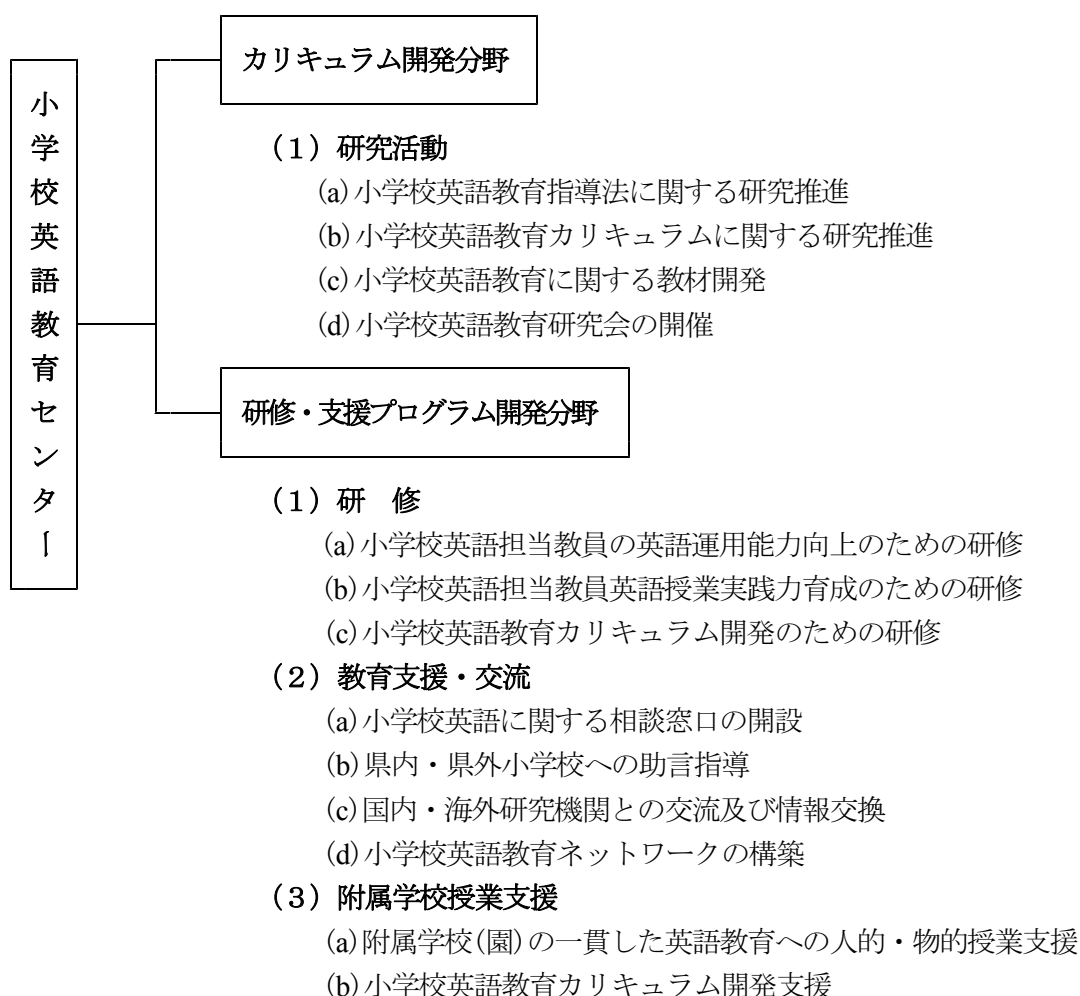 小学校英語教育センター
カリキュラム開発分野
(1) 研究活動
(a)小学校英語教育指導法に関する研究推進
(b)小学校英語教育カリキュラムに関する研究推進
(c)小学校英語教育に関する教材開発
(d)小学校英語教育研究会の開催
研修・支援プログラム開発分野
(1) 研　修
(a)小学校英語担当教員の英語運用能力向上のための研修
(b)小学校英語担当教員英語授業実践力育成のための研修
(c)小学校英語教育カリキュラム開発のための研修
(2) 教育支援・交流
(a)小学校英語に関する相談窓口の開設
(b)県内・県外小学校への助言指導
(c)国内・海外研究機関との交流及び情報交換
(d)小学校英語教育ネットワークの構築
(3) 附属学校授業支援
(a)附属学校(園)の一貫した英語教育への人的・物的授業支援
(b)小学校英語教育カリキュラム開発支援